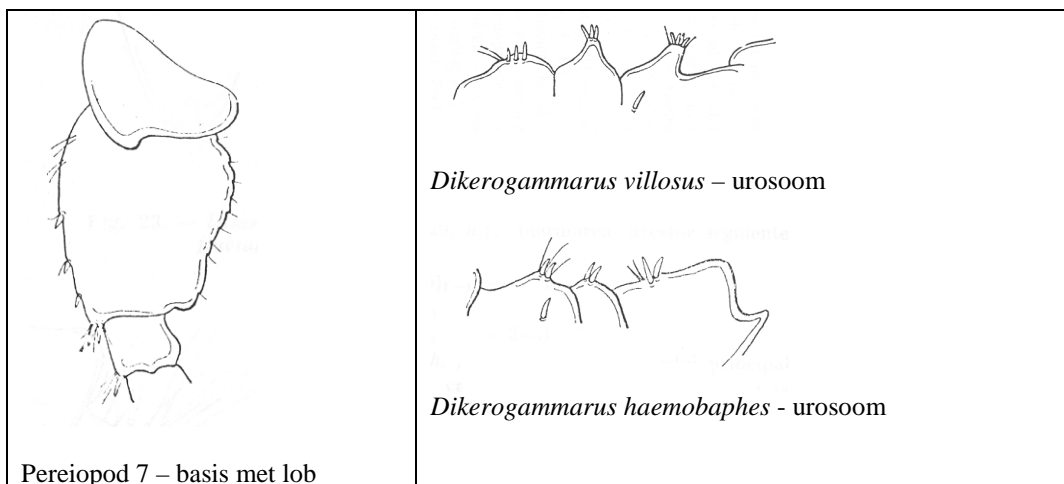 Dikerogammarus villosus – urosoom
Dikerogammarus haemobaphes - urosoom
Pereiopod 7 – basis met lob